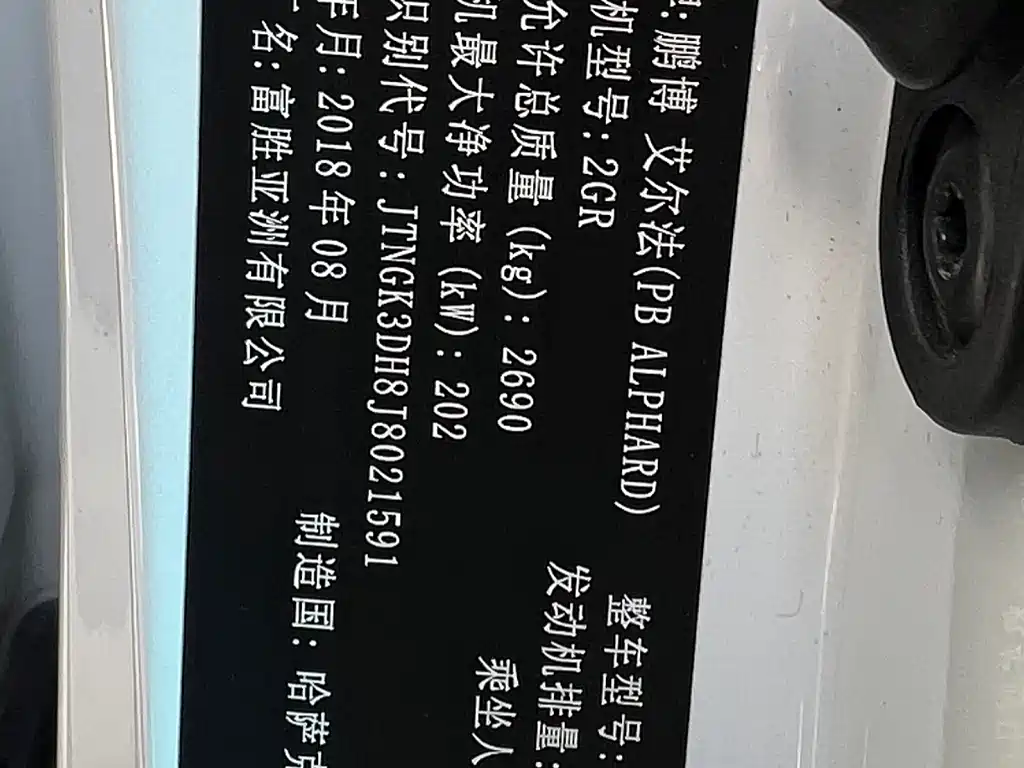 : 鹏博 艾尔法(PB ALPHARD) 整车型号:
机型号:2GR 发动机排量:
允许总质量(kg): 2690 乘坐人
机最大净功率(kW): 202
识别代号: JTNGK3DH8J8021591
年月: 2018年08月 制造国: 哈萨克
名: 富胜亚洲有限公司